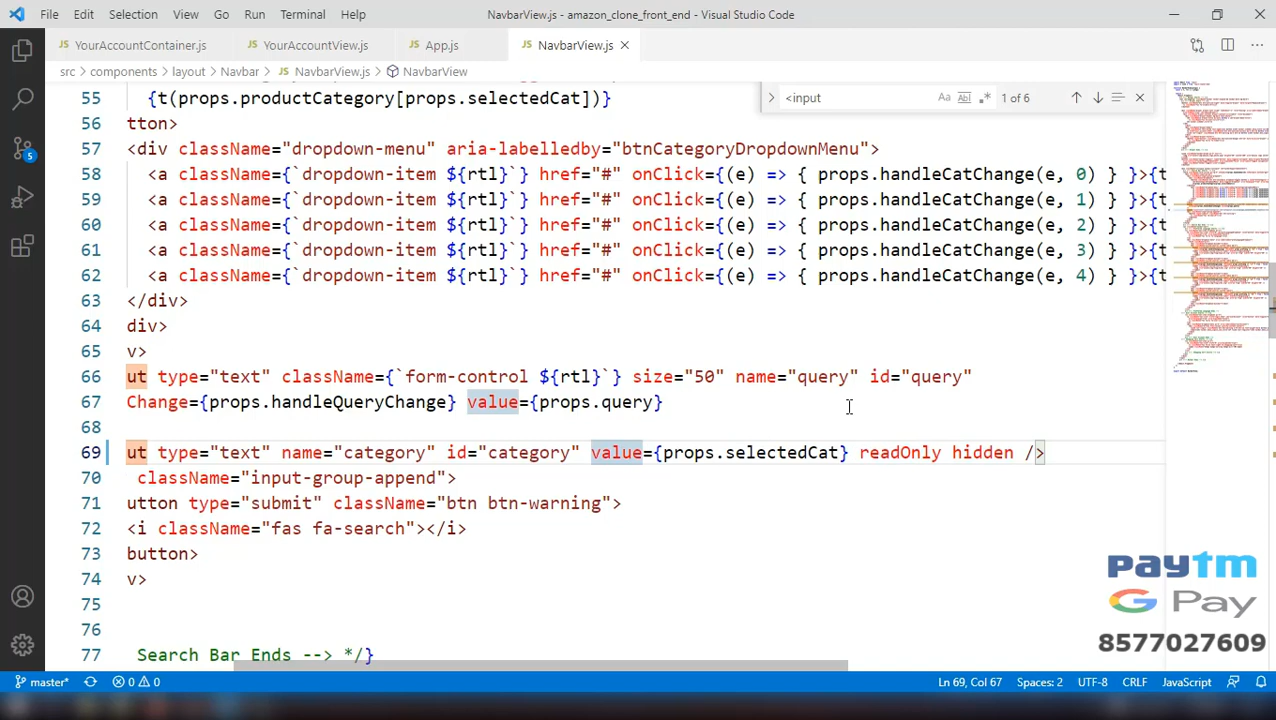 File Edit Selection View Go Run Terminal Help NavbarView.js - amazon_clone_front_end - Visual Studio Code
JS YourAccountContainer.js JS YourAccountView.js JS App.js JS NavbarView.js
src > components > layout > Navbar > JS NavbarView.js > NavbarView
<input Aa ab .* 1 of 6
55 {t(props.productCategory[props.selectedCat])}
56 tton>
57 <div className="dropdown-menu" aria-labelledby="btnCategoryDropdownMenu">
58 <a className={`dropdown-item ${rtl}`} href="#" onClick={(e) => { props.handleCatChange(e, 0) } }>{t
59 <a className={`dropdown-item ${rtl}`} href="#" onClick={(e) => { props.handleCatChange(e, 1) } }>{t
60 <a className={`dropdown-item ${rtl}`} href="#" onClick={(e) => { props.handleCatChange(e, 2) } }>{t
61 <a className={`dropdown-item ${rtl}`} href="#" onClick={(e) => { props.handleCatChange(e, 3) } }>{t
62 <a className={`dropdown-item ${rtl}`} href="#" onClick={(e) => { props.handleCatChange(e, 4) } }>{t
63 </div>
64 div>
65 v>
66 ut type="text" className={`form-control ${rtl}`} size="50" name="query" id="query"
67 Change={props.handleQueryChange} value={props.query}
68
69 ut type="text" name="category" id="category" value={props.selectedCat} readOnly hidden />
70 className="input-group-append">
71 utton type="submit" className="btn btn-warning">
72 <i className="fas fa-search"></i>
73 button>
74 v>
75
76
77 Search Bar Ends --> */}
paytm
G Pay
8577027609
5
master* 0 0 Ln 69, Col 67 Spaces: 2 UTF-8 CRLF JavaScript